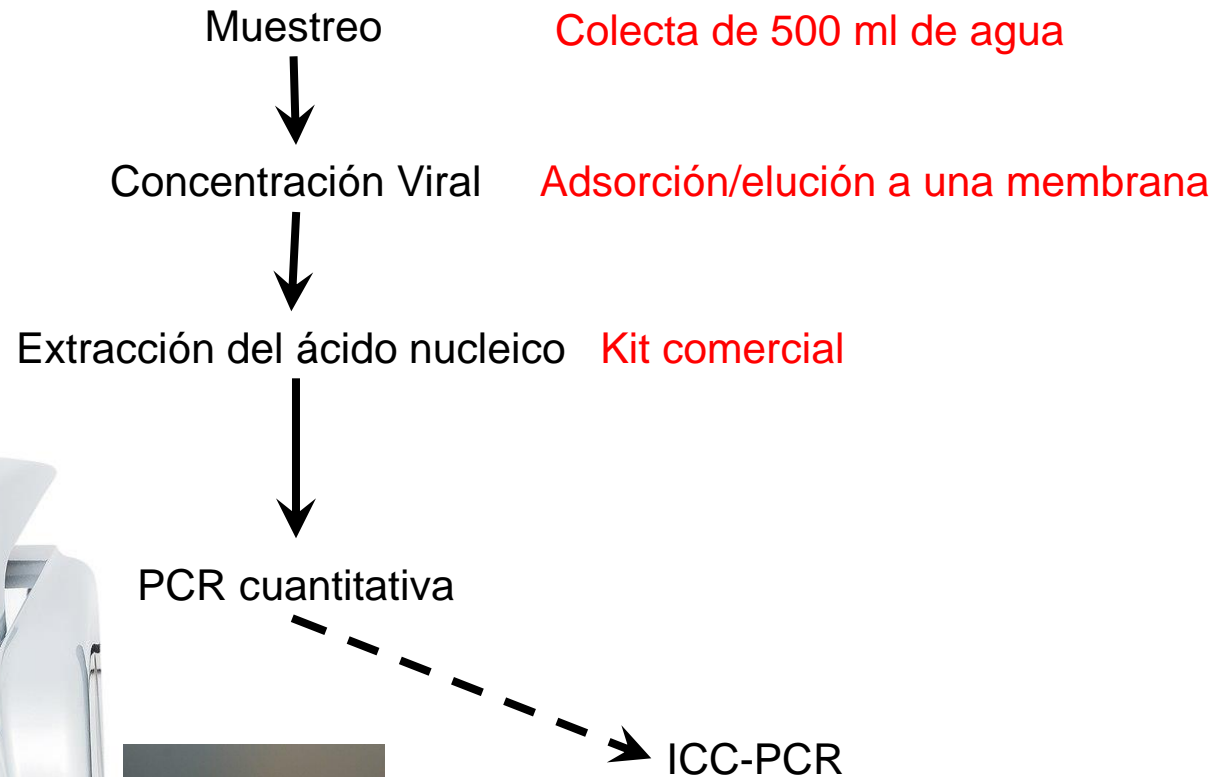 Muestreo Colecta de 500 ml de agua
Concentración Viral Adsorción/elución a una membrana
Extracción del ácido nucleico Kit comercial
PCR cuantitativa
ICC-PCR